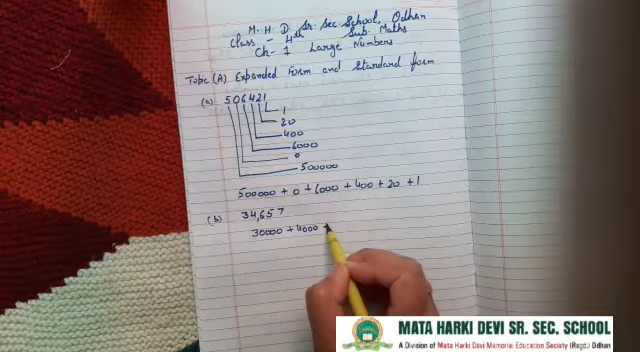 M. H D Sr. Sec. School, Odhan
Class - 4th Sub. Maths
Ch- 1 Large Numbers
Type (A) Expanded Form and Standard form
(a) 506421
1
20
400
6000
0
500000
500000 + 0 + 6000 + 400 + 20 + 1
(b) 34,657
30000 + 4000 +
MATA HARKI DEVI SR. SEC. SCHOOL
A Division of Mata Harki Devi Memorial Education Society (Regd.) Odhan